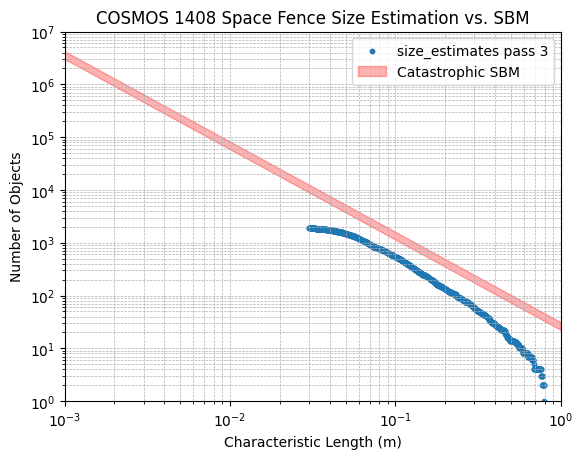 COSMOS 1408 Space Fence Size Estimation vs. SBM
size_estimates pass 3
Catastrophic SBM
Number of Objects
10⁷
10⁶
10⁵
10⁴
10³
10²
10¹
10⁰
10⁻³ 10⁻² 10⁻¹ 10⁰
Characteristic Length (m)